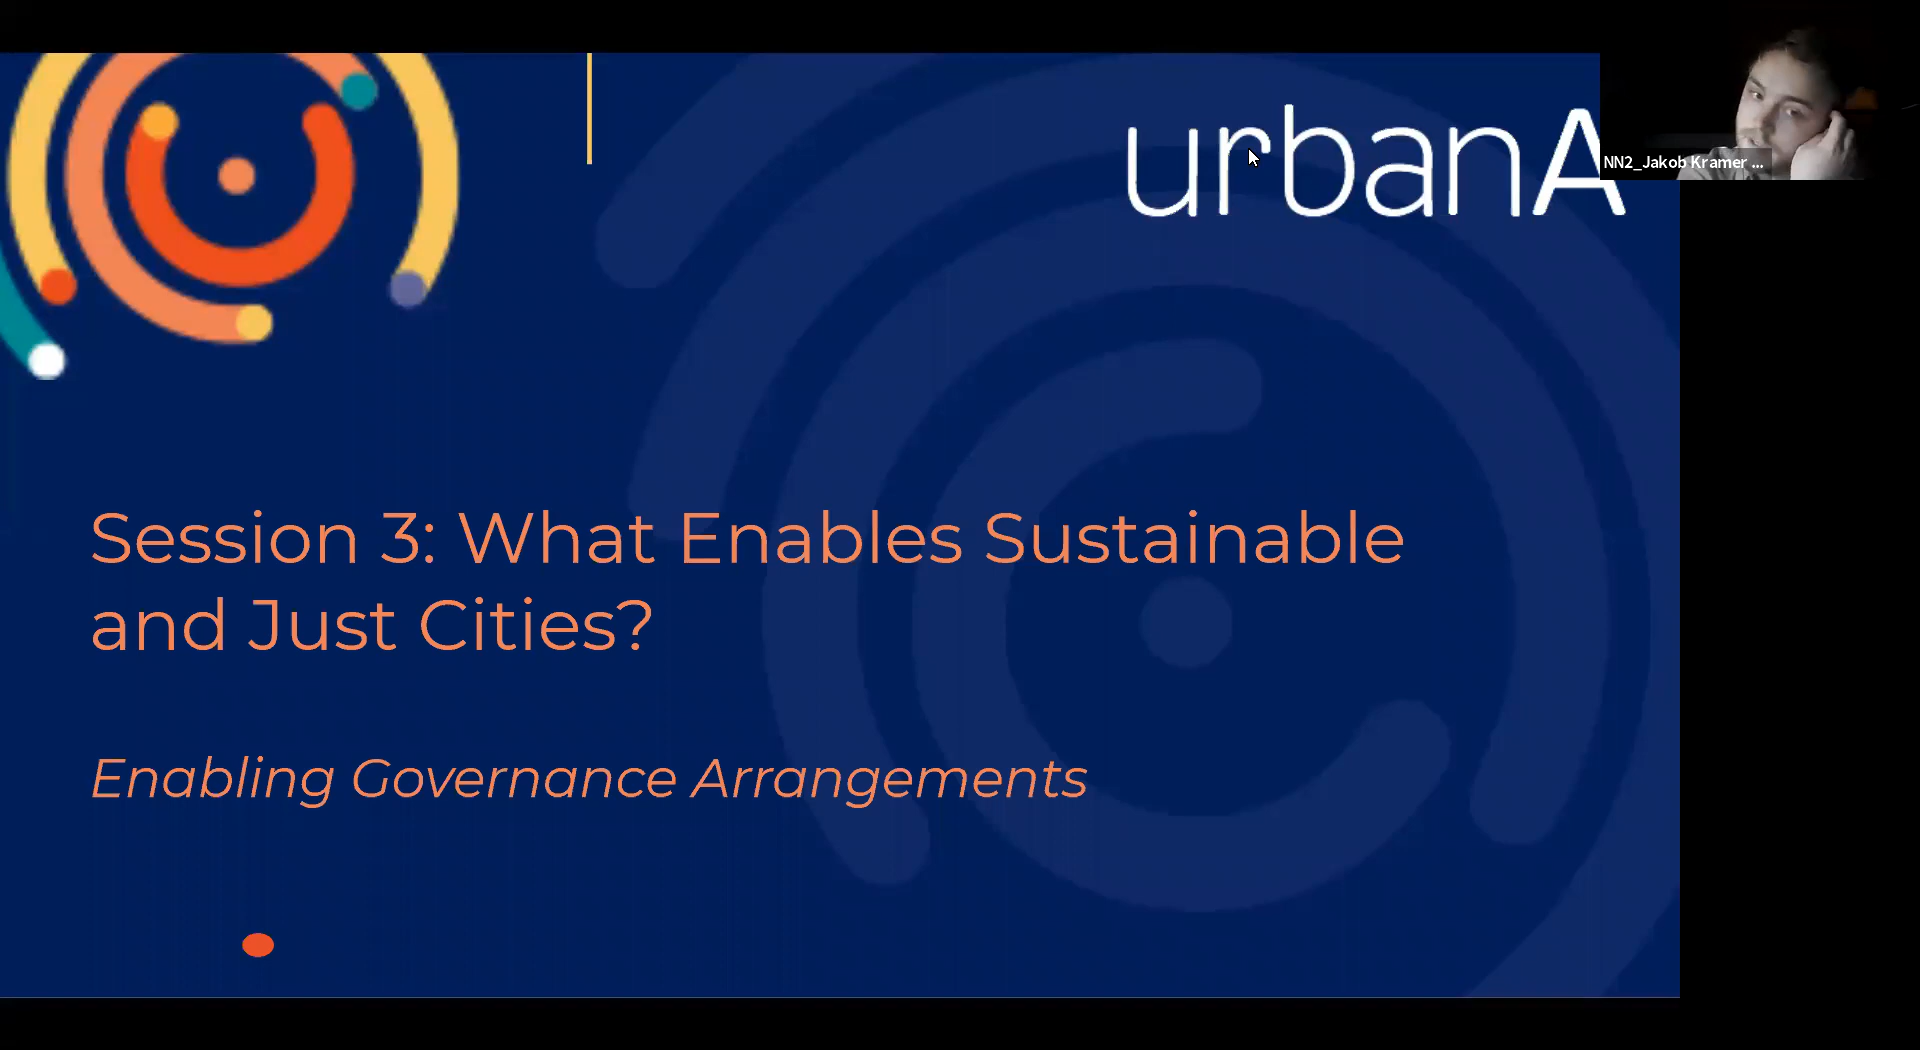 urbanA
NN2_Jakob Kramer ...
Session 3: What Enables Sustainable
and Just Cities?
Enabling Governance Arrangements